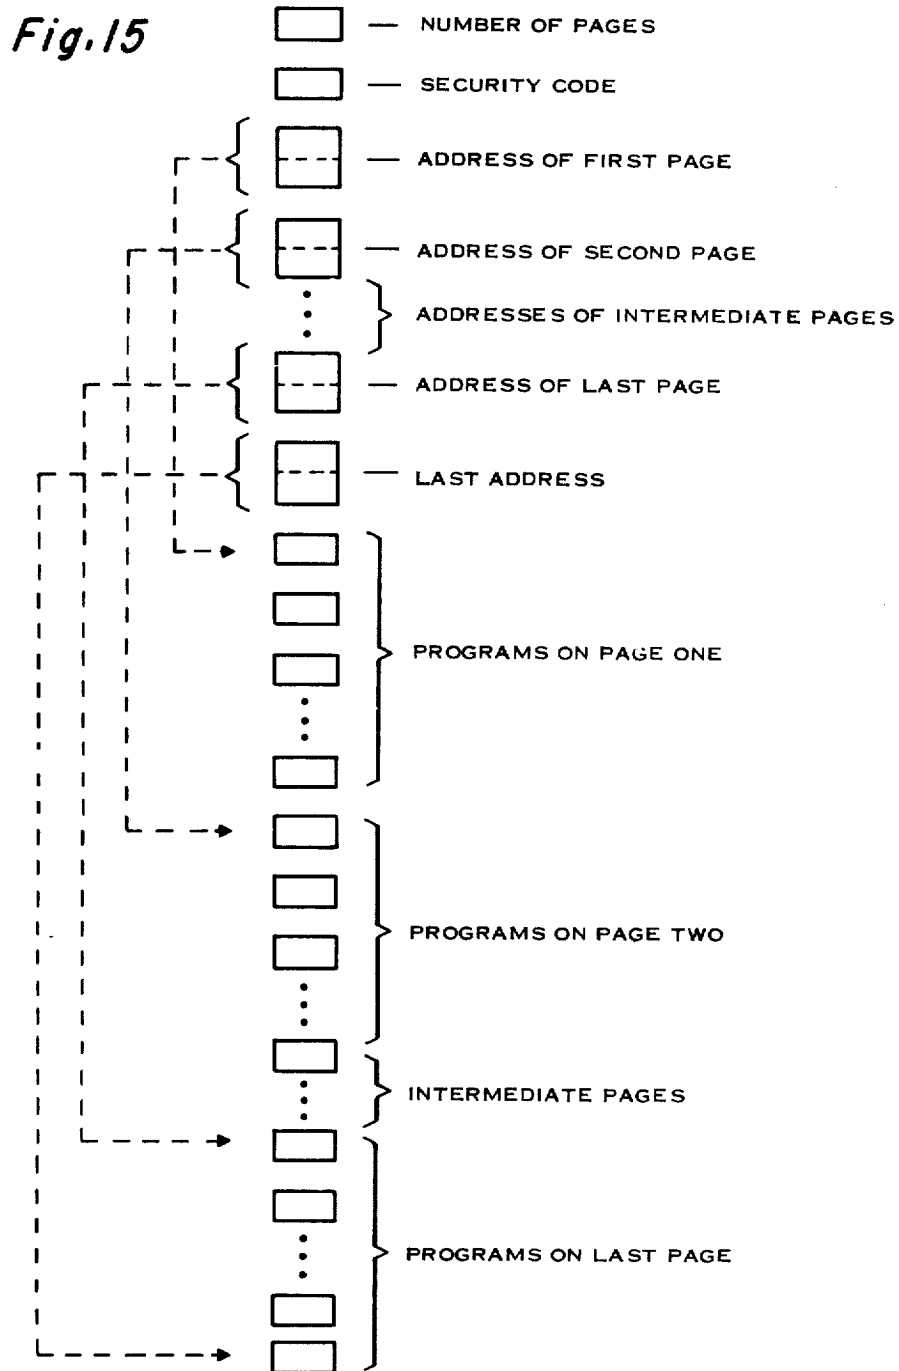 Fig.15
NUMBER OF PAGES
SECURITY CODE
ADDRESS OF FIRST PAGE
ADDRESS OF SECOND PAGE
ADDRESSES OF INTERMEDIATE PAGES
ADDRESS OF LAST PAGE
LAST ADDRESS
PROGRAMS ON PAGE ONE
PROGRAMS ON PAGE TWO
INTERMEDIATE PAGES
PROGRAMS ON LAST PAGE